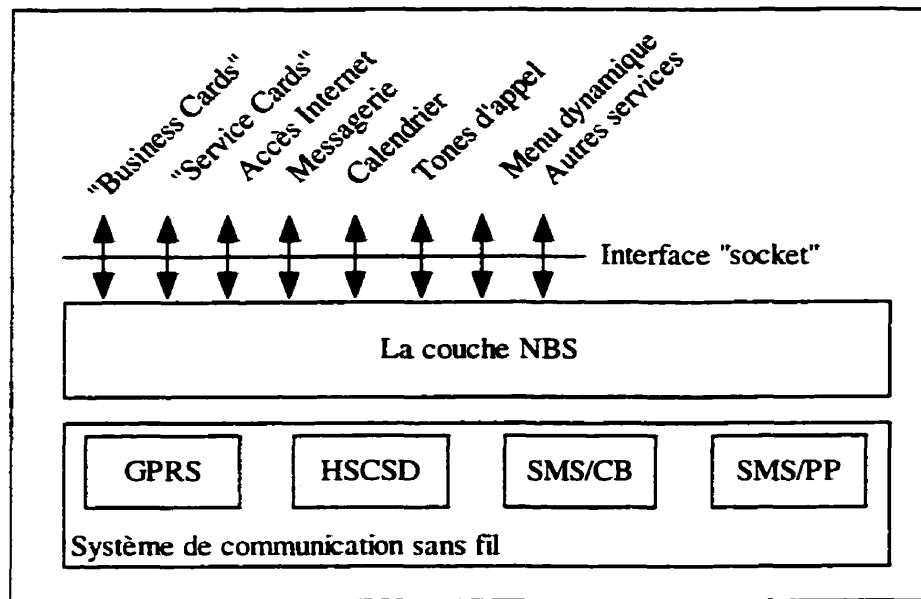 "Business Cards"
"Service Cards"
Accès Internet
Messagerie
Calendrier
Tones d'appel
Menu dynamique
Autres services
Interface "socket"
La couche NBS
GPRS
HSCSD
SMS/CB
SMS/PP
Système de communication sans fil